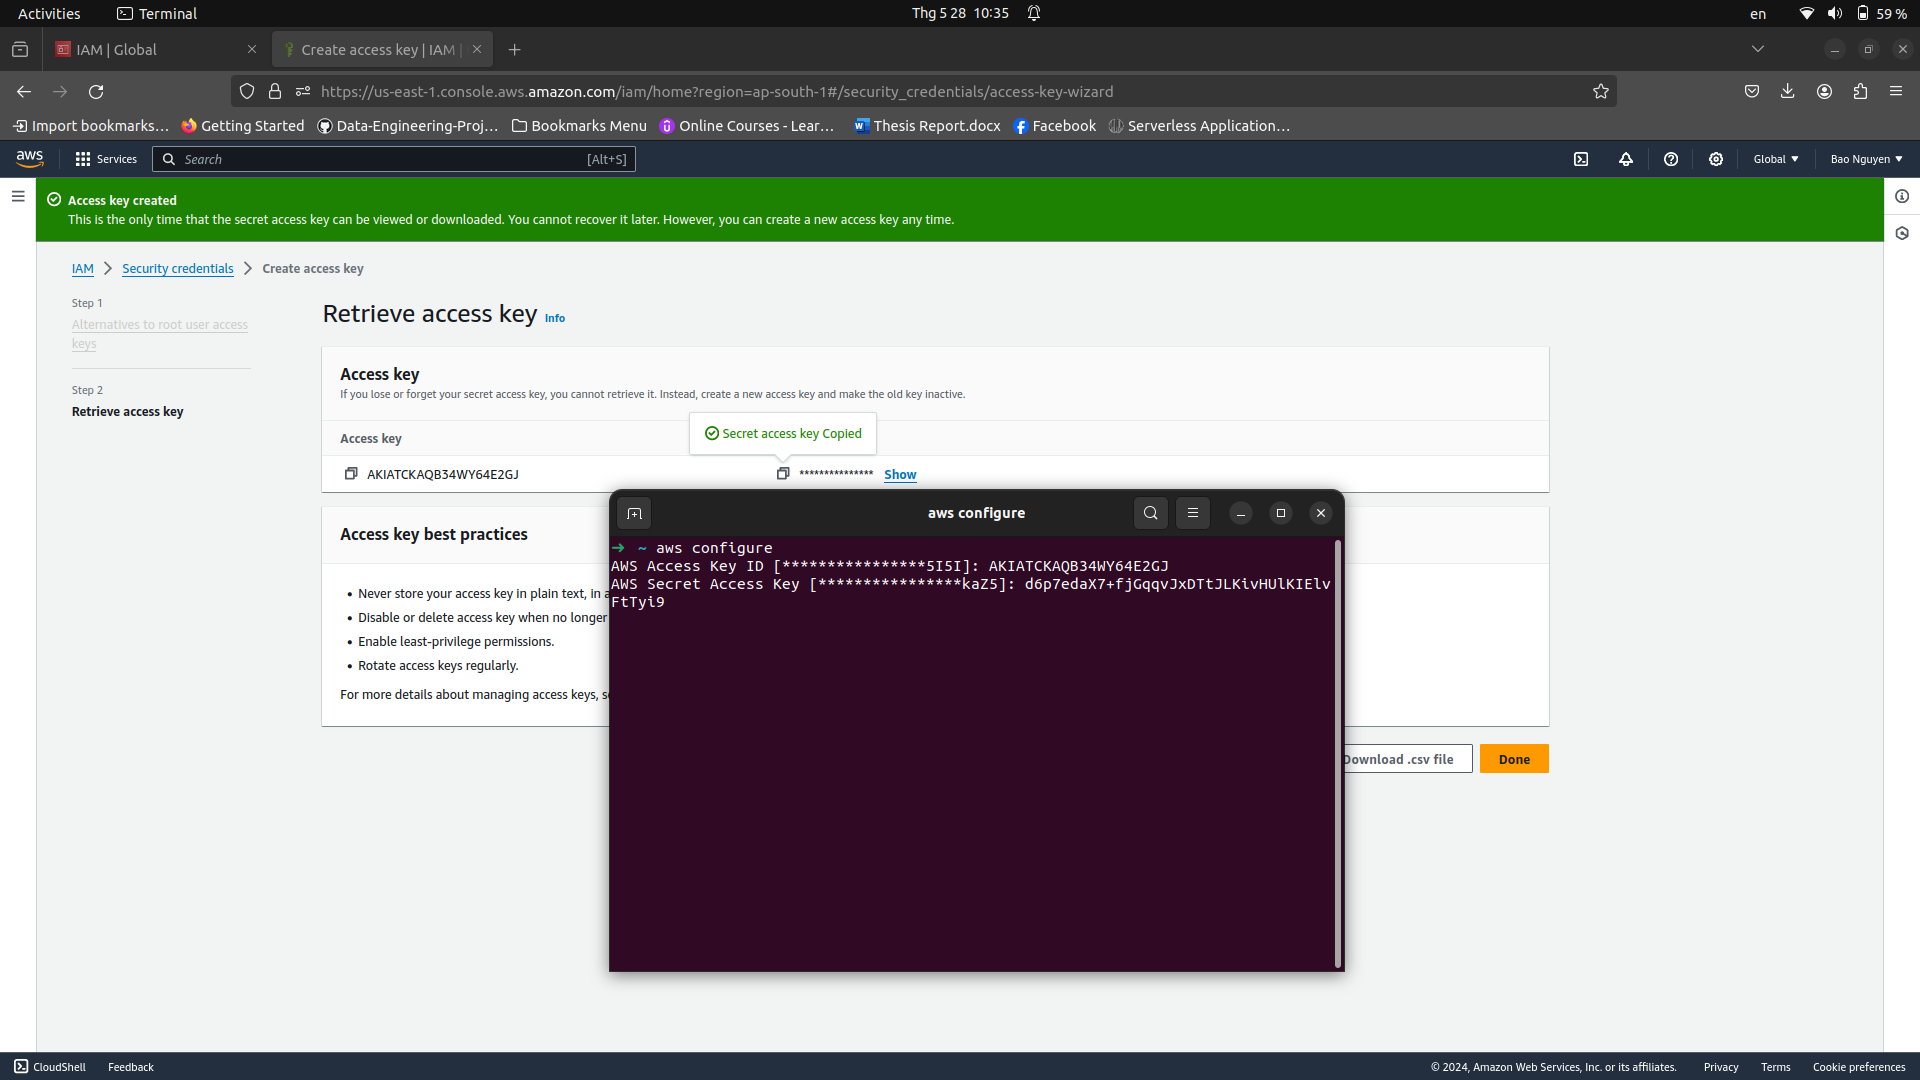 Activities
Terminal
Thg 5 28 10:35
en
59 %
IAM | Global
Create access key | IAM |
https://us-east-1.console.aws.amazon.com/iam/home?region=ap-south-1#/security_credentials/access-key-wizard
Import bookmarks…
Getting Started
Data-Engineering-Proj…
Bookmarks Menu
Online Courses - Lear…
Thesis Report.docx
Facebook
Serverless Application…
aws
Services
Search
[Alt+S]
Global
Bao Nguyen
Access key created
This is the only time that the secret access key can be viewed or downloaded. You cannot recover it later. However, you can create a new access key any time.
IAM
Security credentials
Create access key
Step 1
Alternatives to root user access
keys
Step 2
Retrieve access key
Retrieve access key Info
Access key
If you lose or forget your secret access key, you cannot retrieve it. Instead, create a new access key and make the old key inactive.
Secret access key Copied
Access key
AKIATCKAQB34WY64E2GJ
*************** Show
Access key best practices
• Never store your access key in plain text, in a
• Disable or delete access key when no longer
• Enable least-privilege permissions.
• Rotate access keys regularly.
For more details about managing access keys, s
Download .csv file
Done
aws configure
➜ ~ aws configure
AWS Access Key ID [****************5I5I]: AKIATCKAQB34WY64E2GJ
AWS Secret Access Key [****************kaZ5]: d6p7edaX7+fjGqqvJxDTtJLKivHUlKIElv
FtTyi9
CloudShell
Feedback
© 2024, Amazon Web Services, Inc. or its affiliates.
Privacy
Terms
Cookie preferences